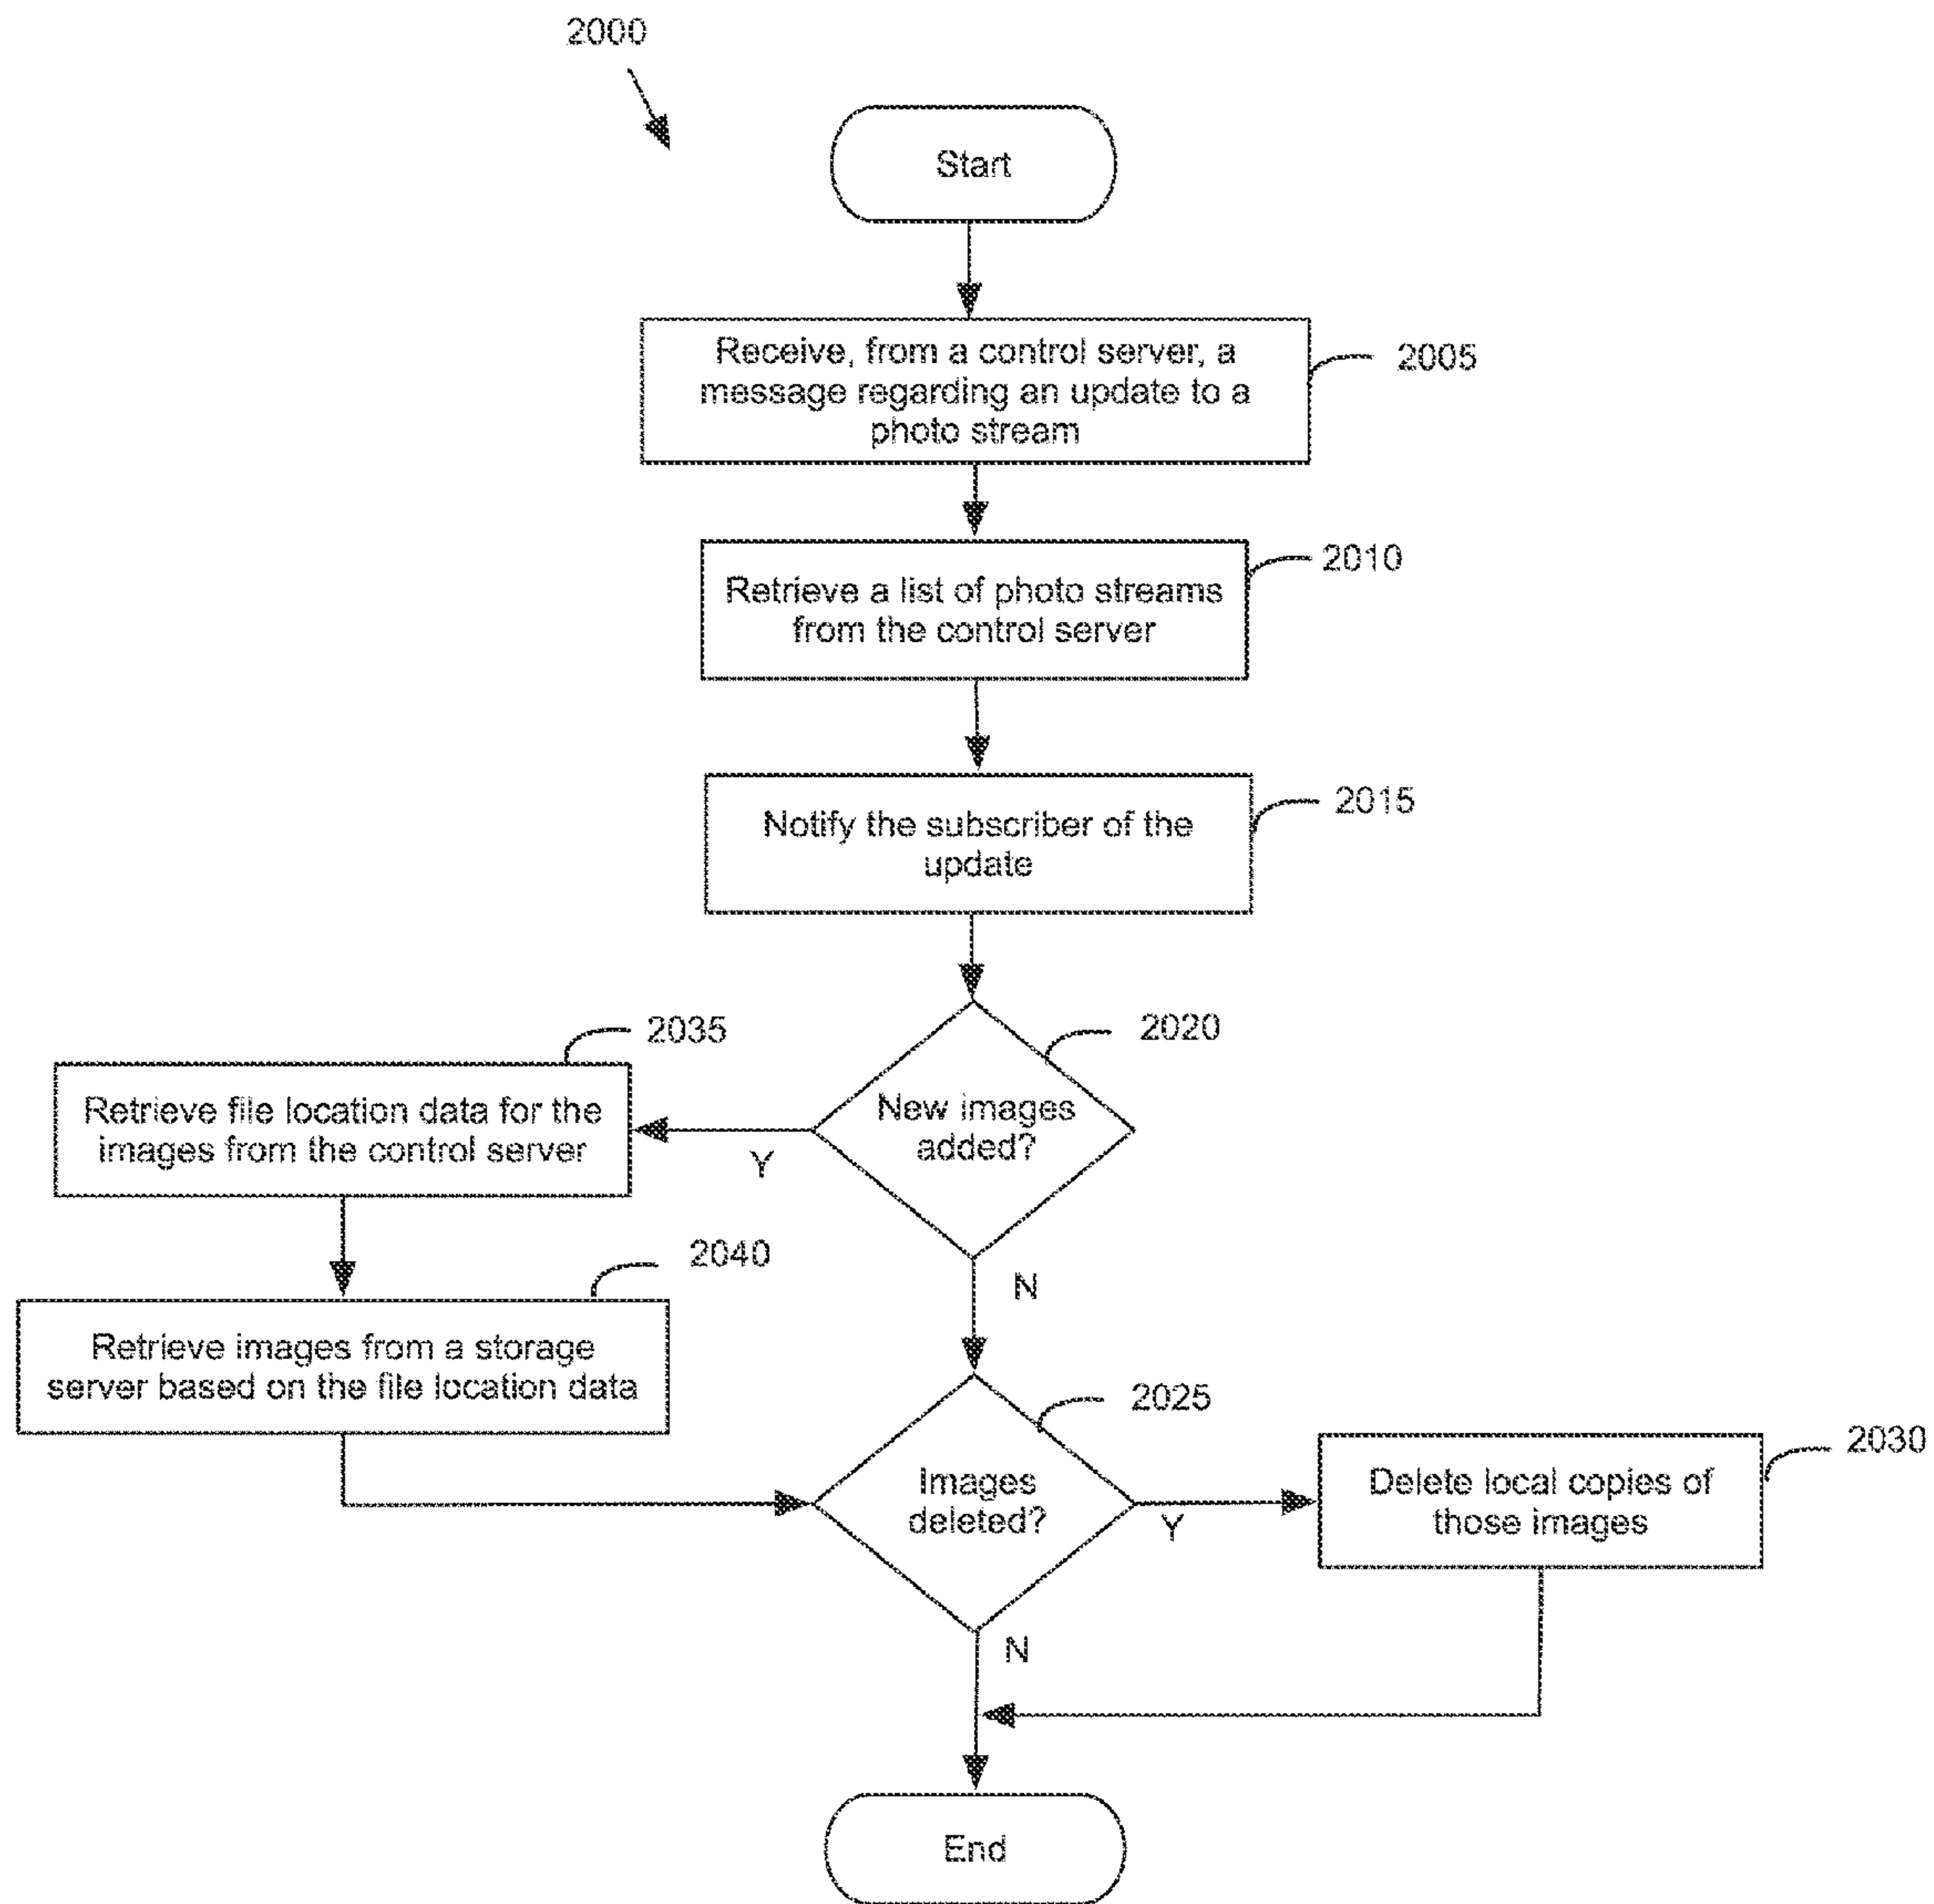 2000
Start
Receive, from a control server, a
message regarding an update to a
photo stream
2005
Retrieve a list of photo streams
from the control server
2010
Notify the subscriber of the
update
2015
New images
added?
2020
Y
N
Retrieve file location data for the
images from the control server
2035
Retrieve images from a storage
server based on the file location data
2040
Images
deleted?
2025
Y
N
Delete local copies of
those images
2030
End